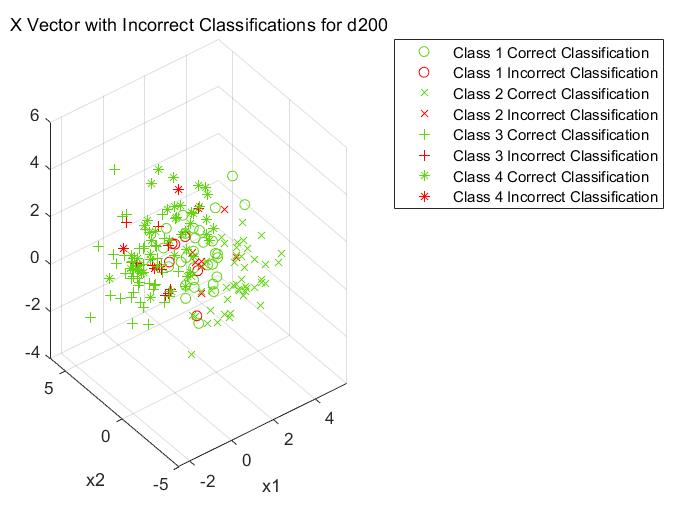 X Vector with Incorrect Classifications for d200
Class 1 Correct Classification
Class 1 Incorrect Classification
Class 2 Correct Classification
Class 2 Incorrect Classification
Class 3 Correct Classification
Class 3 Incorrect Classification
Class 4 Correct Classification
Class 4 Incorrect Classification
6
4
2
0
-2
-4
5
0
-5
x2
-2
0
2
4
x1